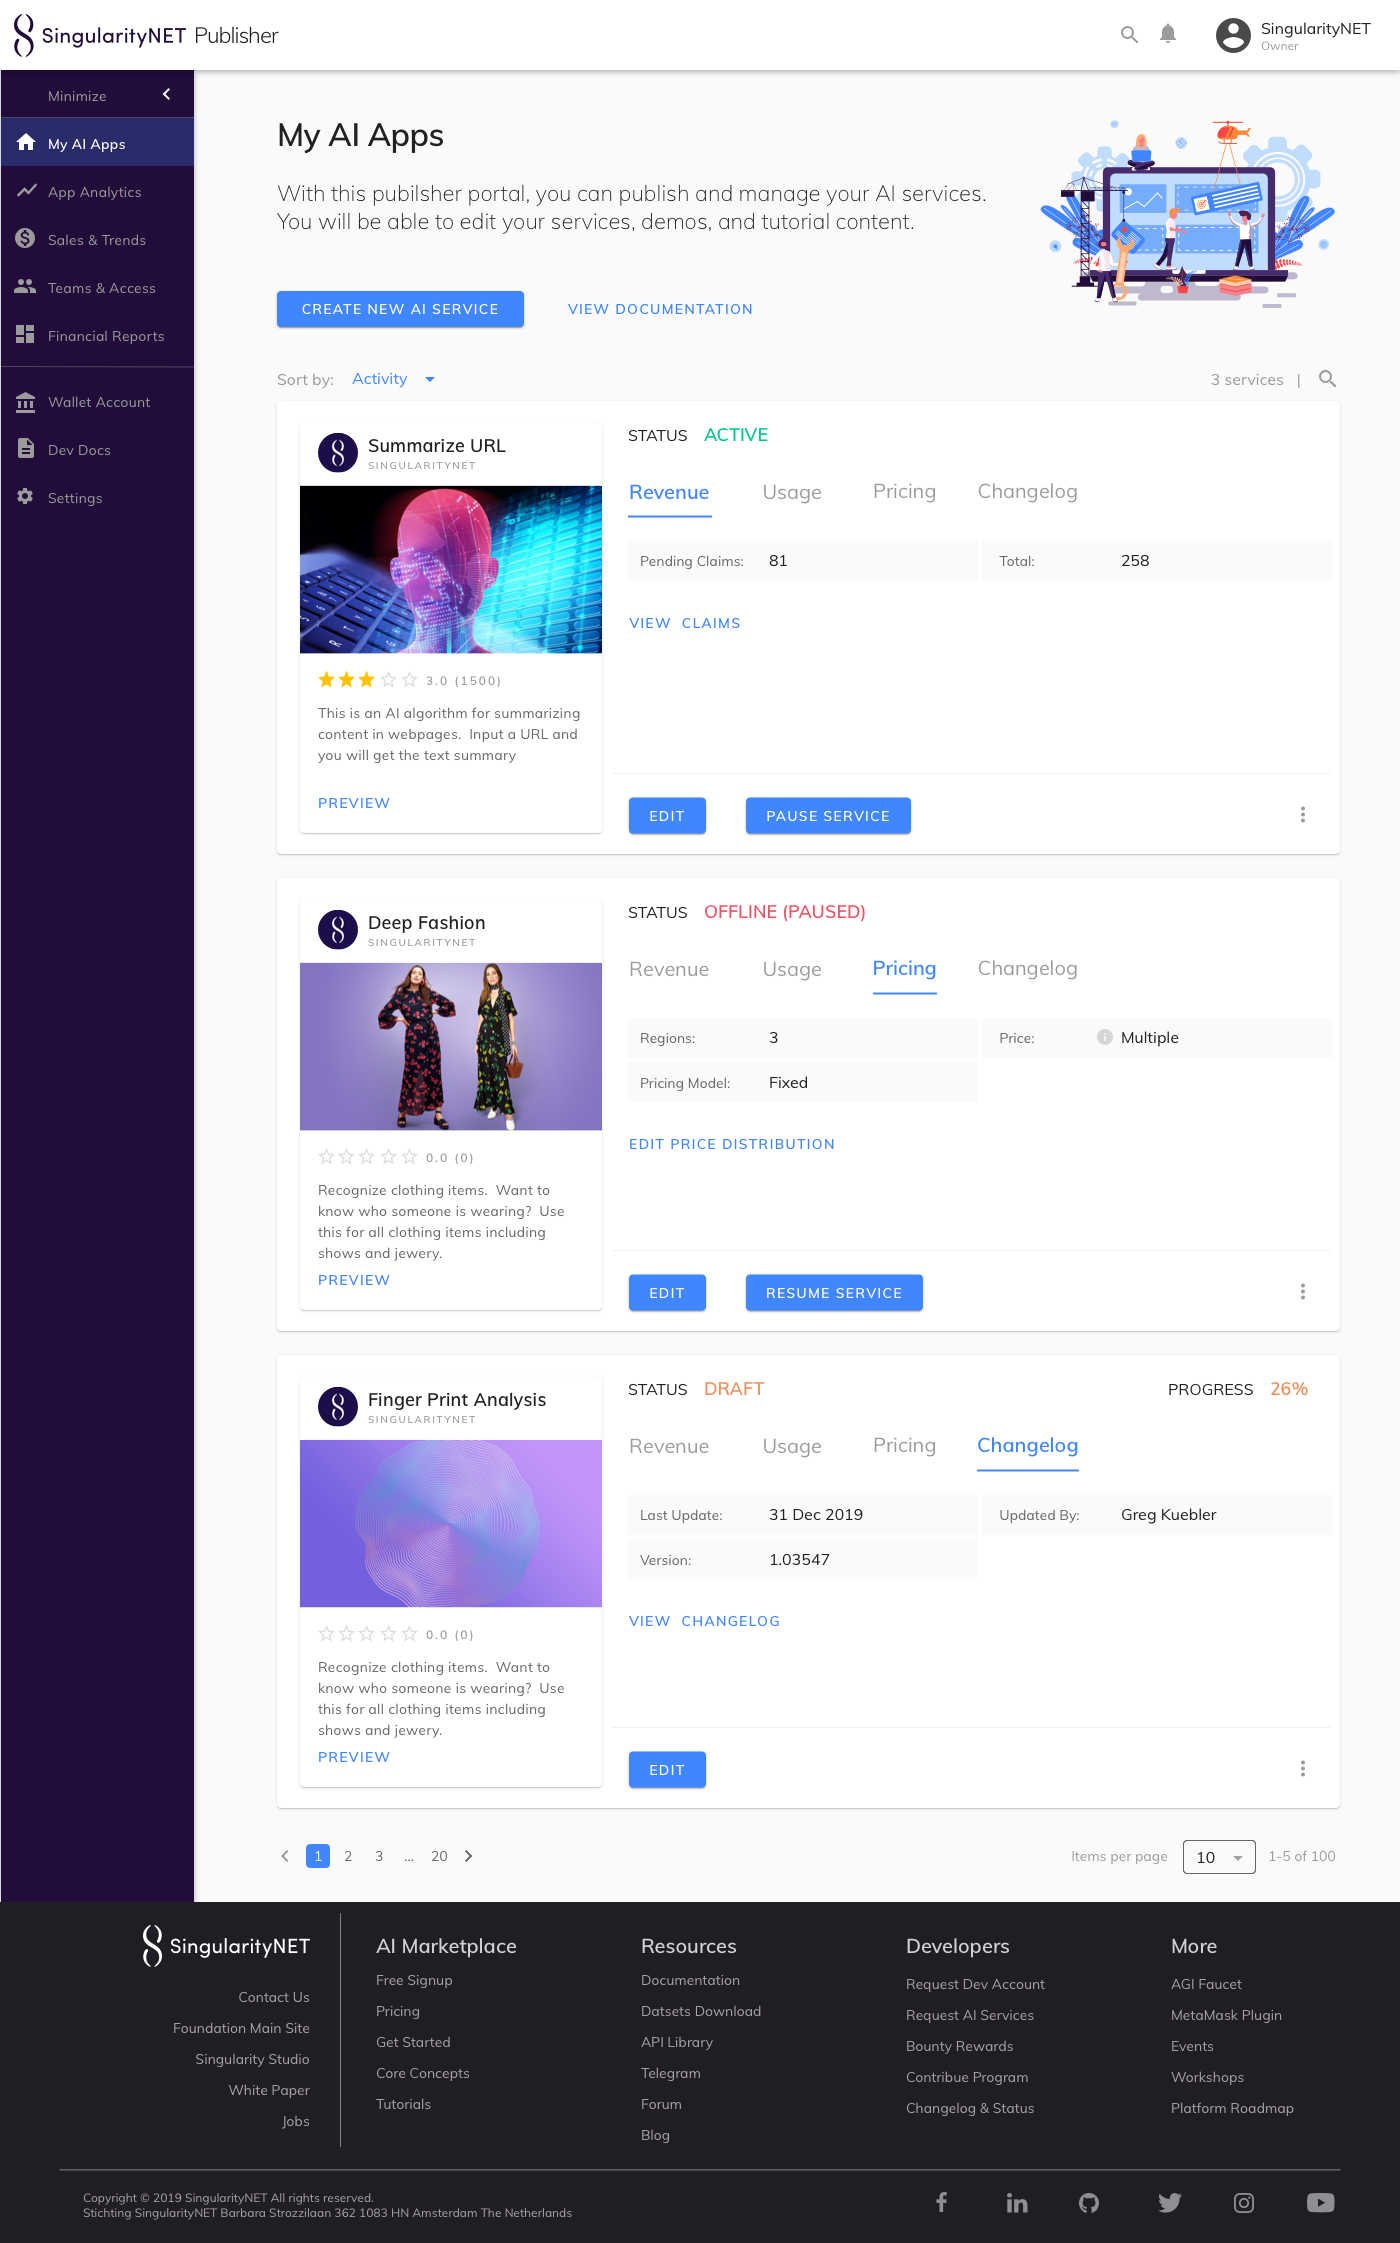 SingularityNET Publisher
SingularityNET
Owner
Minimize
My AI Apps
App Analytics
Sales & Trends
Teams & Access
Financial Reports
Wallet Account
Dev Docs
Settings
My AI Apps
With this pubilsher portal, you can publish and manage your AI services.
You will be able to edit your services, demos, and tutorial content.
CREATE NEW AI SERVICE
VIEW DOCUMENTATION
Sort by: Activity
3 services |
Summarize URL
SINGULARITYNET
3.0 (1500)
This is an AI algorithm for summarizing
content in webpages. Input a URL and
you will get the text summary
PREVIEW
STATUS ACTIVE
Revenue Usage Pricing Changelog
Pending Claims: 81 Total: 258
VIEW CLAIMS
EDIT PAUSE SERVICE
Deep Fashion
SINGULARITYNET
0.0 (0)
Recognize clothing items. Want to
know who someone is wearing? Use
this for all clothing items including
shows and jewery.
PREVIEW
STATUS OFFLINE (PAUSED)
Revenue Usage Pricing Changelog
Regions: 3 Price: Multiple
Pricing Model: Fixed
EDIT PRICE DISTRIBUTION
EDIT RESUME SERVICE
Finger Print Analysis
SINGULARITYNET
0.0 (0)
Recognize clothing items. Want to
know who someone is wearing? Use
this for all clothing items including
shows and jewery.
PREVIEW
STATUS DRAFT PROGRESS 26%
Revenue Usage Pricing Changelog
Last Update: 31 Dec 2019 Updated By: Greg Kuebler
Version: 1.03547
VIEW CHANGELOG
EDIT
1 2 3 ... 20
Items per page 10 1-5 of 100
SingularityNET
Contact Us
Foundation Main Site
Singularity Studio
White Paper
Jobs
AI Marketplace
Free Signup
Pricing
Get Started
Core Concepts
Tutorials
Resources
Documentation
Datsets Download
API Library
Telegram
Forum
Blog
Developers
Request Dev Account
Request AI Services
Bounty Rewards
Contribue Program
Changelog & Status
More
AGI Faucet
MetaMask Plugin
Events
Workshops
Platform Roadmap
Copyright © 2019 SingularityNET All rights reserved.
Stichting SingularityNET Barbara Strozzilaan 362 1083 HN Amsterdam The Netherlands